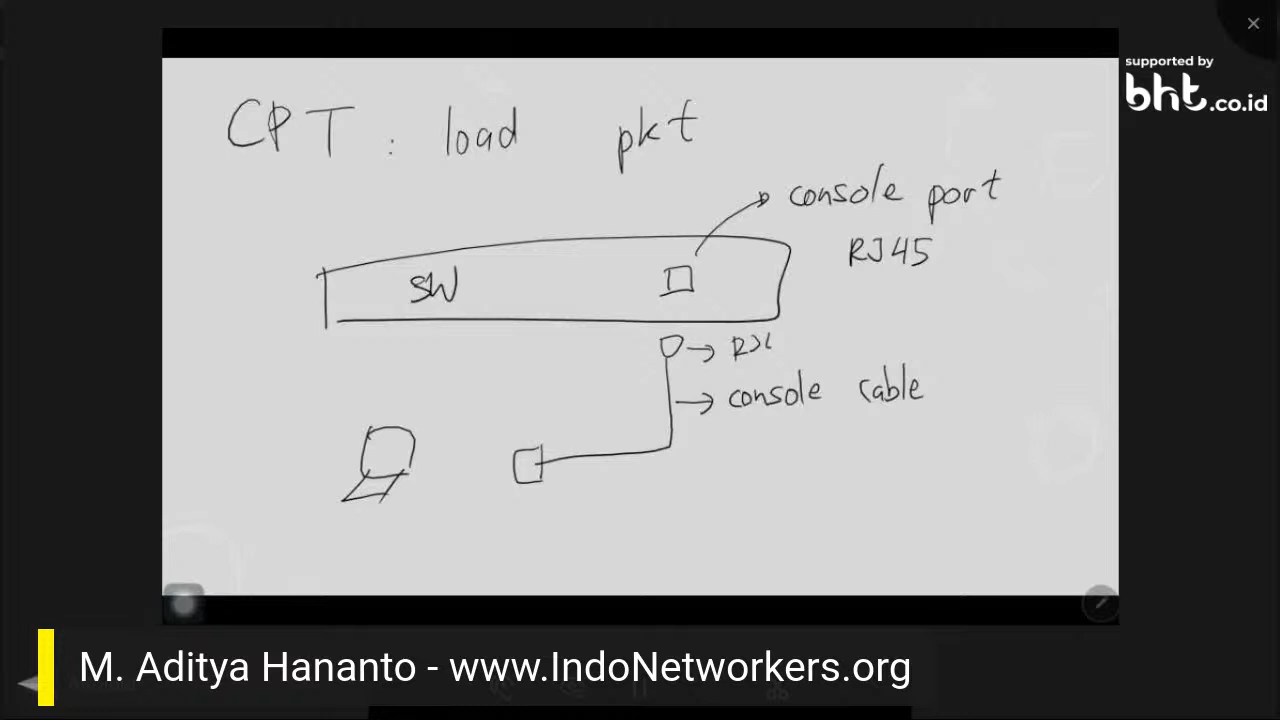 supported by
bht.co.id
CPT : load pkt
console port
RJ45
SW
console cable
M. Aditya Hananto - www.IndoNetworkers.org